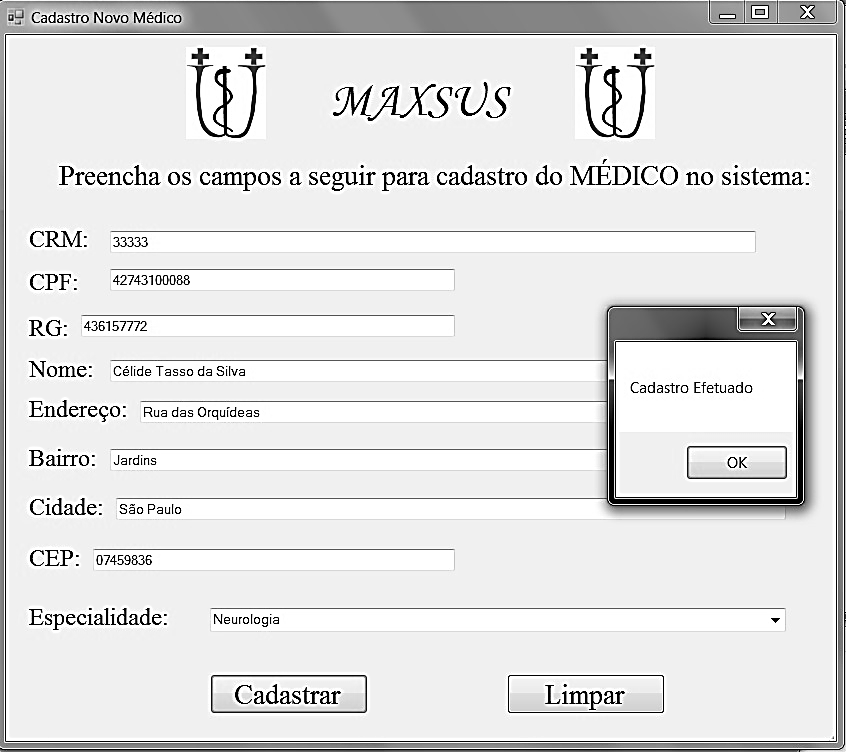 Cadastro Novo Médico
MAXSUS
Preencha os campos a seguir para cadastro do MÉDICO no sistema:
CRM: 33333
CPF: 42743100088
RG: 436157772
Nome: Célide Tasso da Silva
Endereço: Rua das Orquídeas
Cadastro Efetuado
OK
Bairro: Jardins
Cidade: São Paulo
CEP: 07459836
Especialidade: Neurologia
Cadastrar Limpar